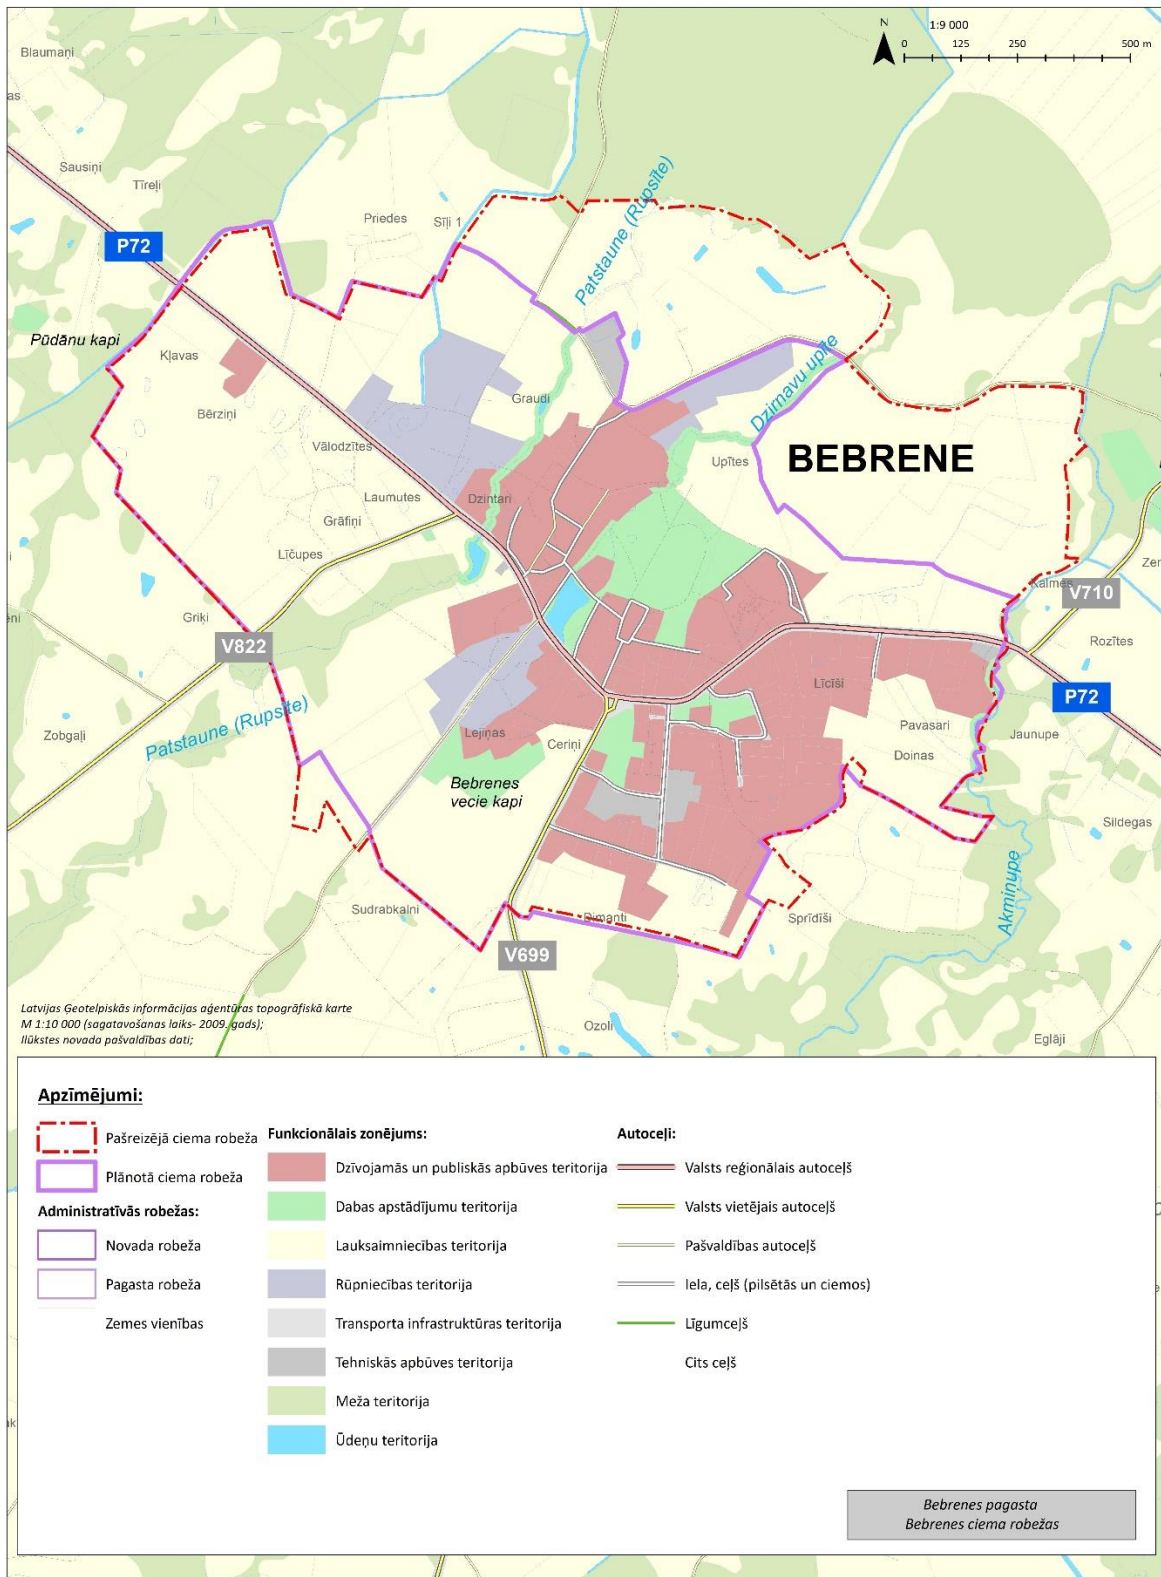 N
1:9 000
0 125 250 500 m
Blaumaņi
as
Sausiņi
Tīreļi
Priedes
Sīļi 1
P72
Patstaune (Rupsīte)
Pūdānu kapi
Kļavas
Bērziņi
Graudi
Dzirnavu upīte
Vālodzītes
Upītes
BEBRENE
Laumutes
Dzintari
Grāfiņi
Līčupes
Kalmes
Zer
V710
Griķi
V822
Rozītes
Līcīši
P72
Zobgaļi
Patstaune (Rupsīte)
Lejiņas
Ceriņi
Pavasari
Jaunupe
Doiņas
Bebrenes
vecie kapi
Sildegas
Akmiņupe
Sudrabkalni
Dimanti
Sprīdīši
V699
Latvijas Ģeotelpiskās informācijas aģentūras topogrāfiskā karte
M 1:10 000 (sagatavošanas laiks- 2009. gads);
Ilūkstes novada pašvaldības dati;
Ozoli
Eglāji
Apzīmējumi:
Pašreizējā ciema robeža
Plānotā ciema robeža
Administratīvās robežas:
Novada robeža
Pagasta robeža
Zemes vienības
Funkcionālais zonējums:
Dzīvojamās un publiskās apbūves teritorija
Dabas apstādījumu teritorija
Lauksaimniecības teritorija
Rūpniecības teritorija
Transporta infrastruktūras teritorija
Tehniskās apbūves teritorija
Meža teritorija
Ūdeņu teritorija
Autoceļi:
Valsts reģionālais autoceļš
Valsts vietējais autoceļš
Pašvaldības autoceļš
Iela, ceļš (pilsētās un ciemos)
Līgumceļš
Cits ceļš
Bebrenes pagasta
Bebrenes ciema robežas